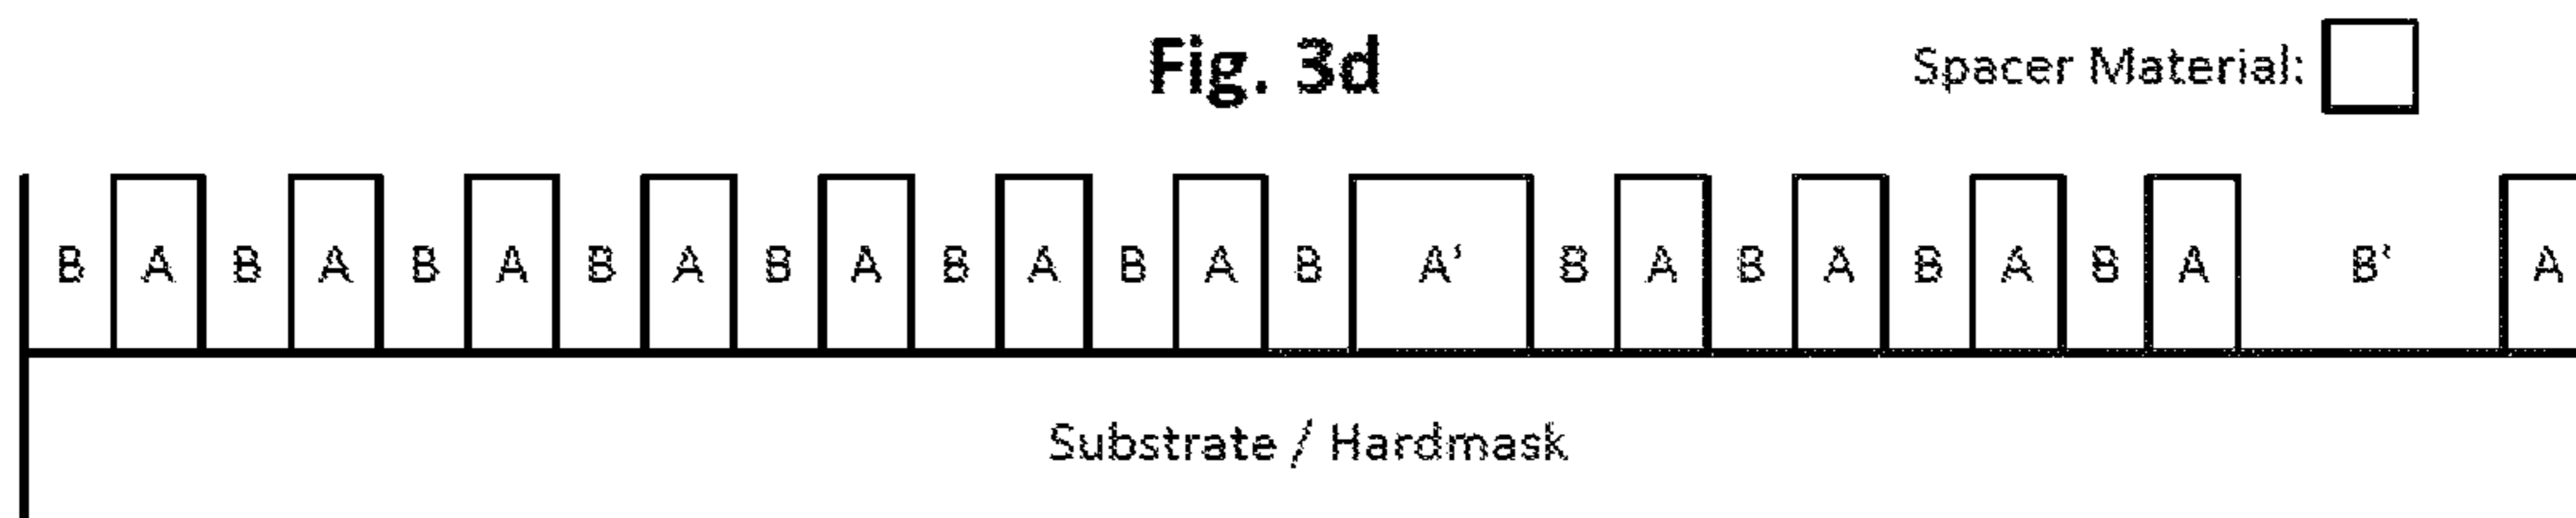 Fig. 3d
Spacer Material:
B A B A B A B A B A B A B A B A' B A B A B A B A B' A
Substrate / Hardmask